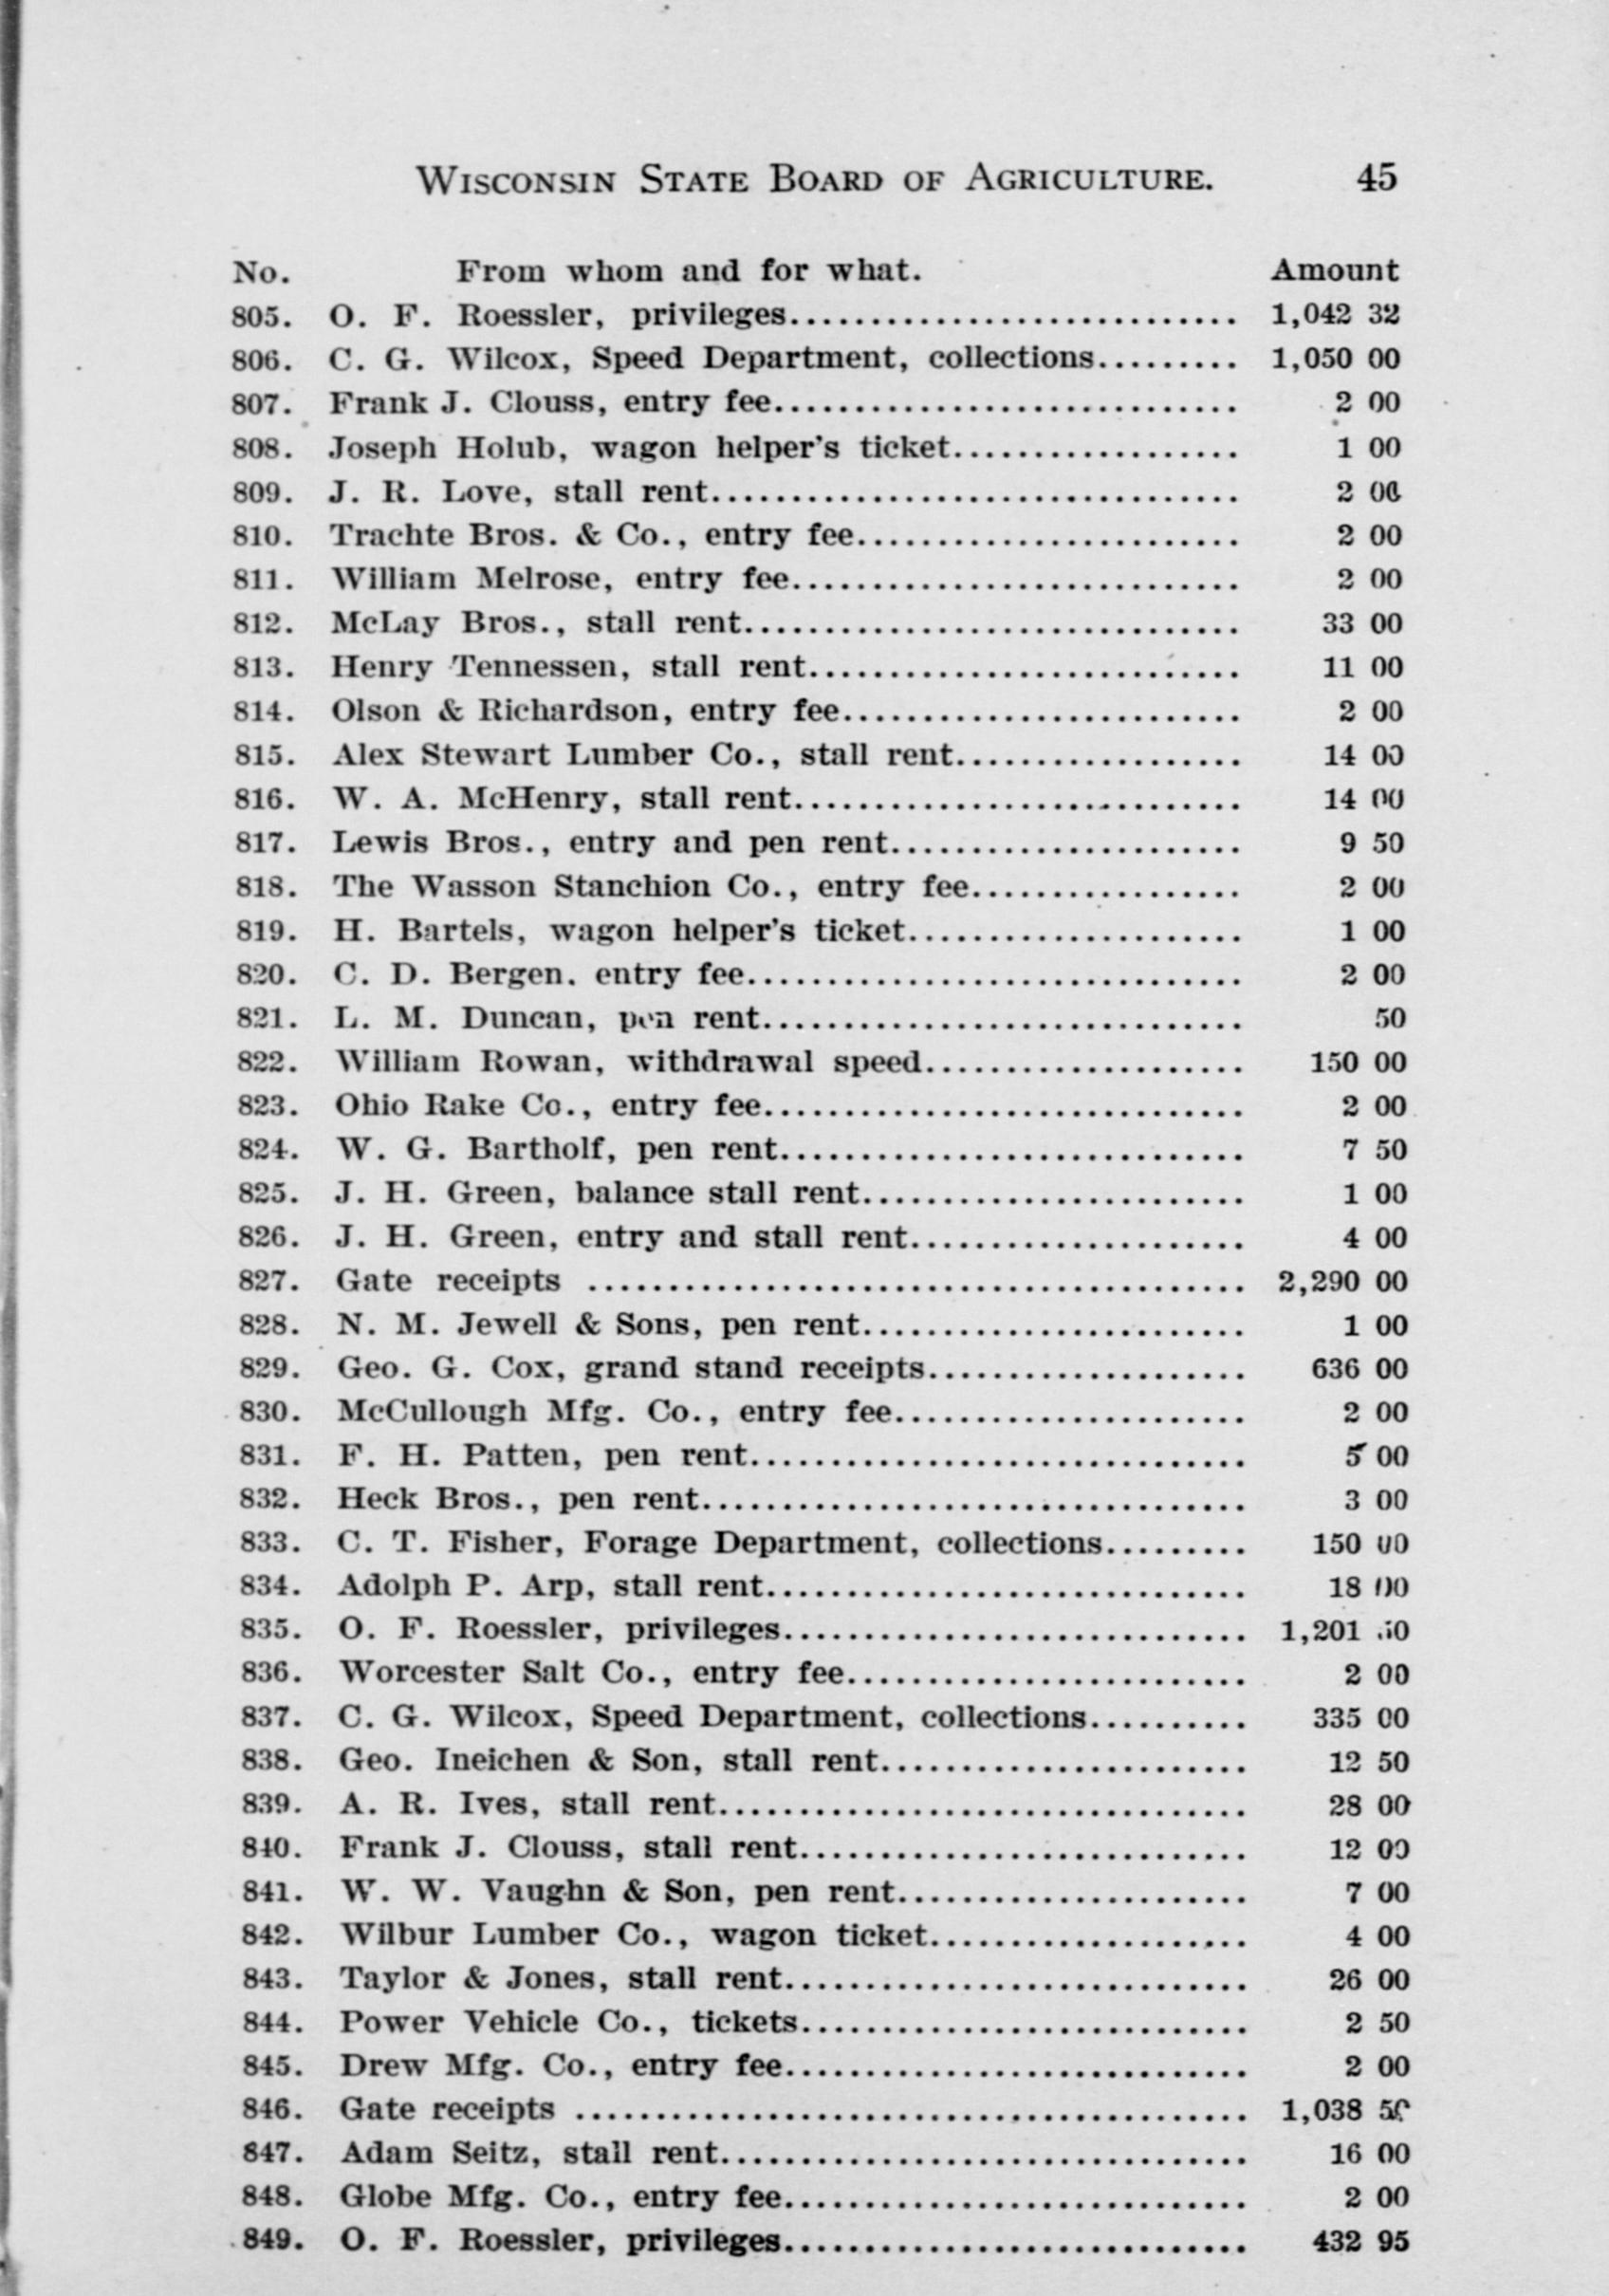 WISCONSIN STATE BOARD OF AGRICULTURE. 45
No. From whom and for what. Amount
805. O. F. Roessler, privileges.............................. 1,042 32
806. C. G. Wilcox, Speed Department, collections......... 1,050 00
807. Frank J. Clouss, entry fee............................. 2 00
808. Joseph Holub, wagon helper's ticket.................. 1 00
809. J. R. Love, stall rent................................. 2 00
810. Trachte Bros. & Co., entry fee........................ 2 00
811. William Melrose, entry fee............................ 2 00
812. McLay Bros., stall rent............................... 33 00
813. Henry Tennessen, stall rent........................... 11 00
814. Olson & Richardson, entry fee......................... 2 00
815. Alex Stewart Lumber Co., stall rent.................. 14 00
816. W. A. McHenry, stall rent............................ 14 00
817. Lewis Bros., entry and pen rent...................... 9 50
818. The Wasson Stanchion Co., entry fee................. 2 00
819. H. Bartels, wagon helper's ticket..................... 1 00
820. C. D. Bergen. entry fee............................... 2 00
821. L. M. Duncan, pen rent.............................. 50
822. William Rowan, withdrawal speed.................... 150 00
823. Ohio Rake Co., entry fee.............................. 2 00
824. W. G. Bartholf, pen rent............................. 7 50
825. J. H. Green, balance stall rent........................ 1 00
826. J. H. Green, entry and stall rent..................... 4 00
827. Gate receipts ......................................... 2,290 00
828. N. M. Jewell & Sons, pen rent........................ 1 00
829. Geo. G. Cox, grand stand receipts.................... 636 00
830. McCullough Mfg. Co., entry fee...................... 2 00
831. F. H. Patten, pen rent............................... 5 00
832. Heck Bros., pen rent.................................. 3 00
833. C. T. Fisher, Forage Department, collections......... 150 00
834. Adolph P. Arp, stall rent.............................. 18 00
835. O. F. Roessler, privileges............................. 1,201
836. Worcester Salt Co., entry fee......................... 2 00
837. C. G. Wilcox, Speed Department, collections.......... 335 00
838. Geo. Ineichen & Son, stall rent....................... 12 50
839. A. R. Ives, stall rent................................. 28 00
840. Frank J. Clouss, stall rent............................ 12 00
841. W. W. Vaughn & Son, pen rent...................... 7 00
842. Wilbur Lumber Co., wagon ticket.................... 4 00
843. Taylor & Jones, stall rent............................. 26 00
844. Power Vehicle Co., tickets............................ 2 50
845. Drew Mfg. Co., entry fee............................. 2 00
846. Gate receipts .......................................... 1,038 50
847. Adam Seitz, stall rent................................. 16 00
848. Globe Mfg. Co., entry fee............................. 2 00
849. O. F. Roessler, privileges............................. 432 95